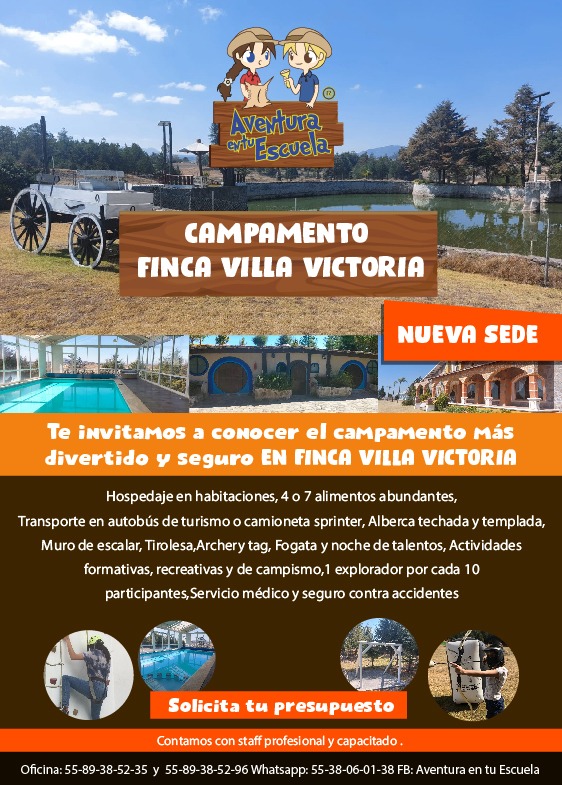 Aventura
en tu
Escuela
CAMPAMENTO
FINCA VILLA VICTORIA
NUEVA SEDE
Te invitamos a conocer el campamento más
divertido y seguro EN FINCA VILLA VICTORIA
Hospedaje en habitaciones, 4 o 7 alimentos abundantes,
Transporte en autobús de turismo o camioneta sprinter, Alberca techada y templada,
Muro de escalar, Tirolesa,Archery tag, Fogata y noche de talentos, Actividades
formativas, recreativas y de campismo,1 explorador por cada 10
participantes,Servicio médico y seguro contra accidentes
Solicita tu presupuesto
Contamos con staff profesional y capacitado .
Oficina: 55-89-38-52-35 y 55-89-38-52-96 Whatsapp: 55-38-06-01-38 FB: Aventura en tu Escuela